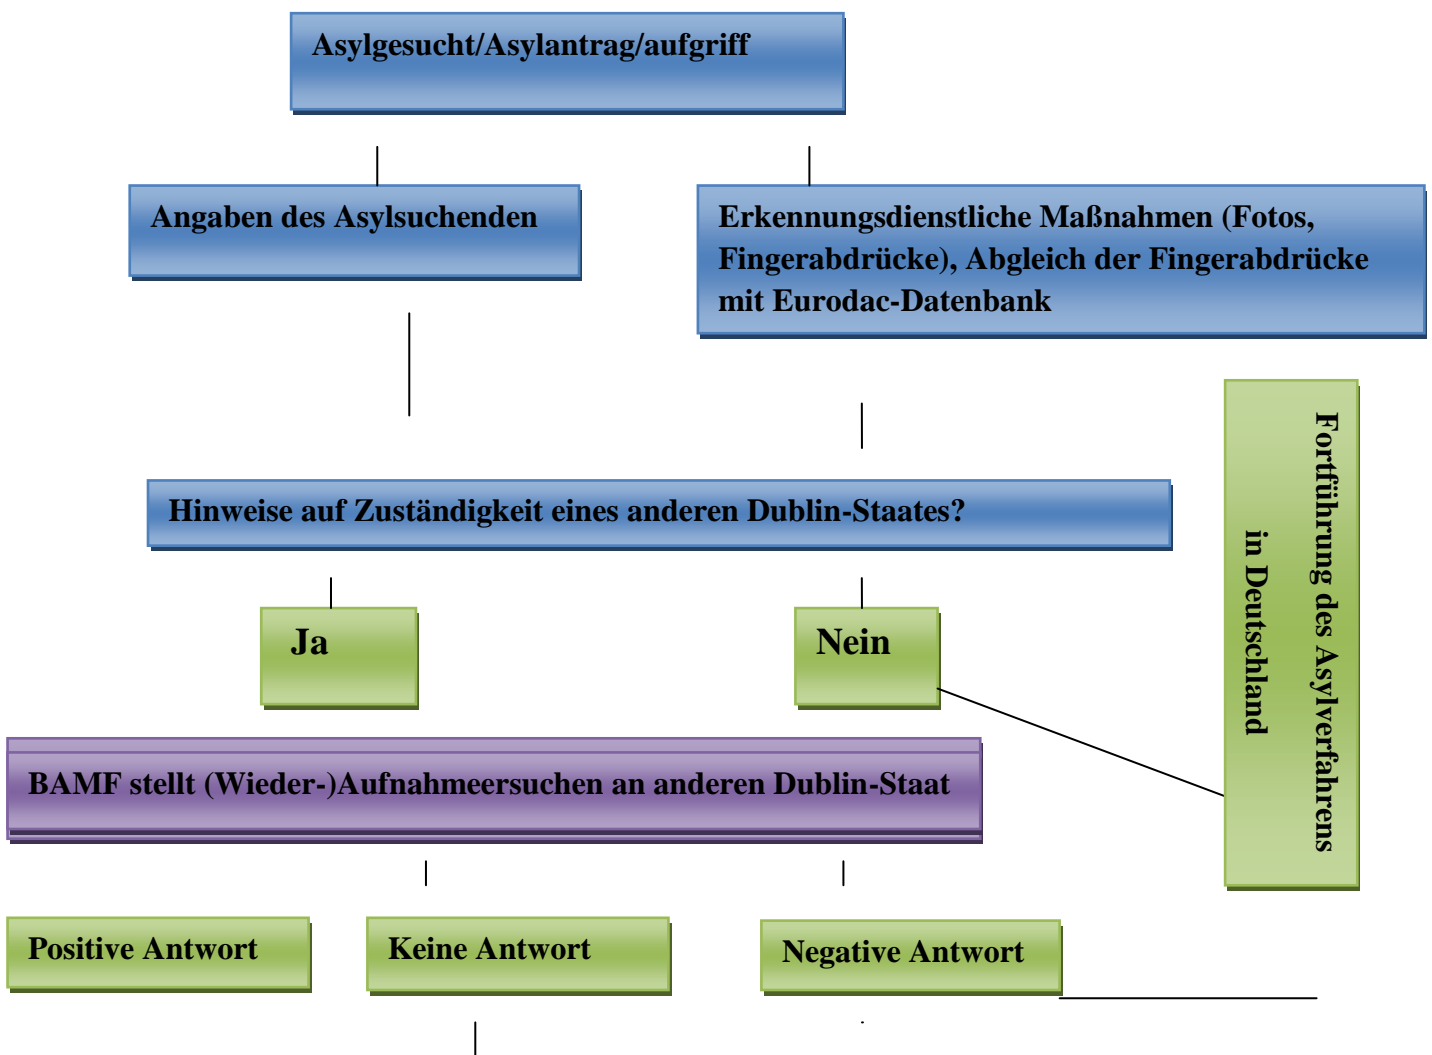 Asylgesucht/Asylantrag/aufgriff
Angaben des Asylsuchenden
Erkennungsdienstliche Maßnahmen (Fotos,
Fingerabdrücke), Abgleich der Fingerabdrücke
mit Eurodac-Datenbank
Hinweise auf Zuständigkeit eines anderen Dublin-Staates?
Ja
Nein
Fortführung des Asylverfahrens
in Deutschland
BAMF stellt (Wieder-)Aufnahmeersuchen an anderen Dublin-Staat
Positive Antwort
Keine Antwort
Negative Antwort